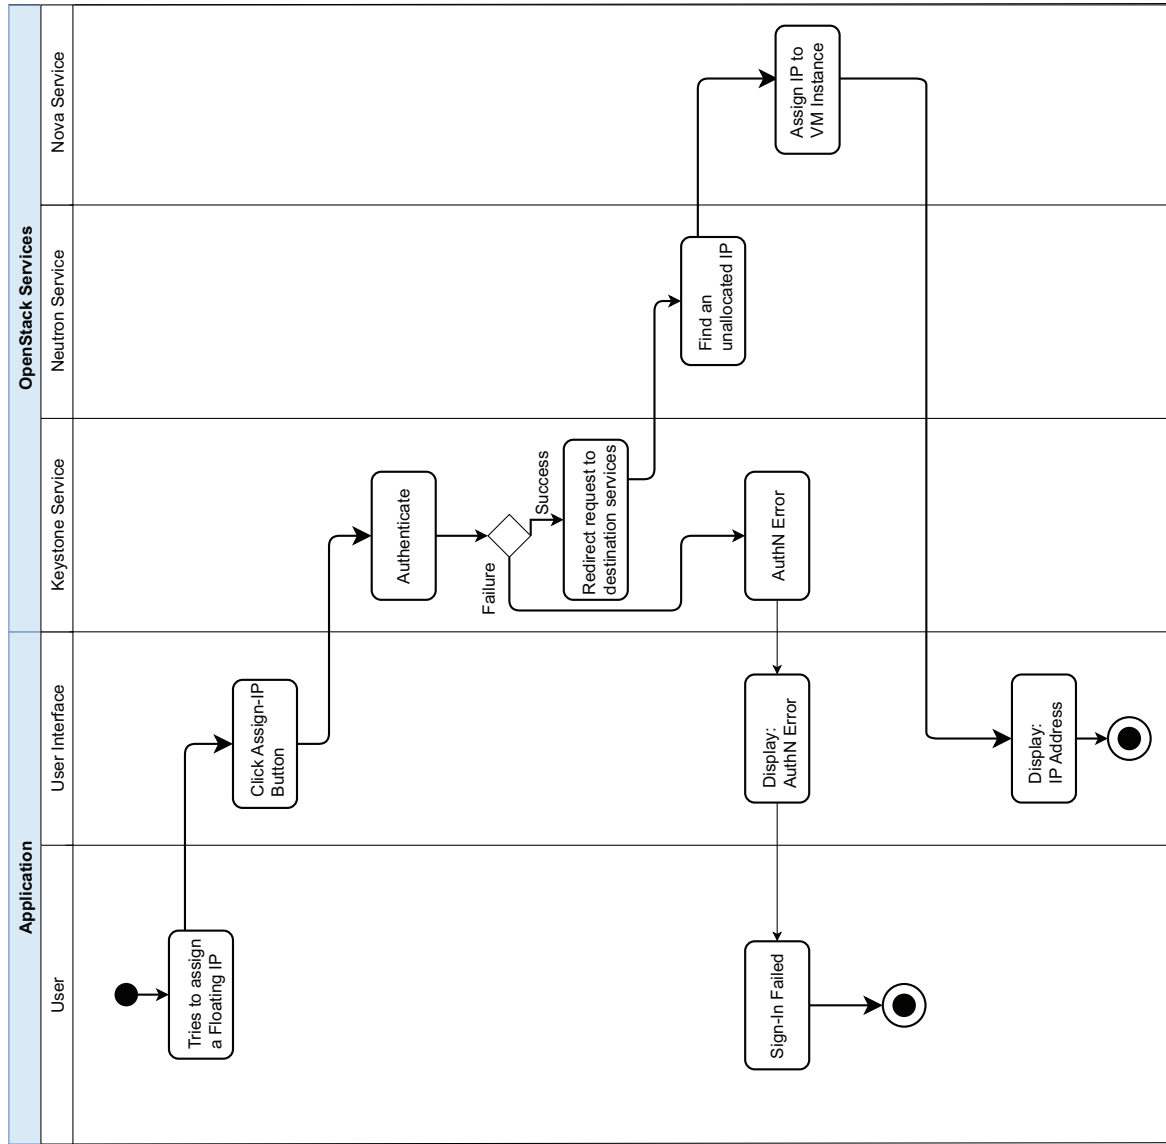 Application
OpenStack Services
User
User Interface
Keystone Service
Neutron Service
Nova Service
Tries to assign
a Floating IP
Click Assign-IP
Button
Authenticate
Failure
Success
Redirect request to
destination services
Find an
unallocated IP
Assign IP to
VM Instance
AuthN Error
Display:
AuthN Error
Sign-In Failed
Display:
IP Address